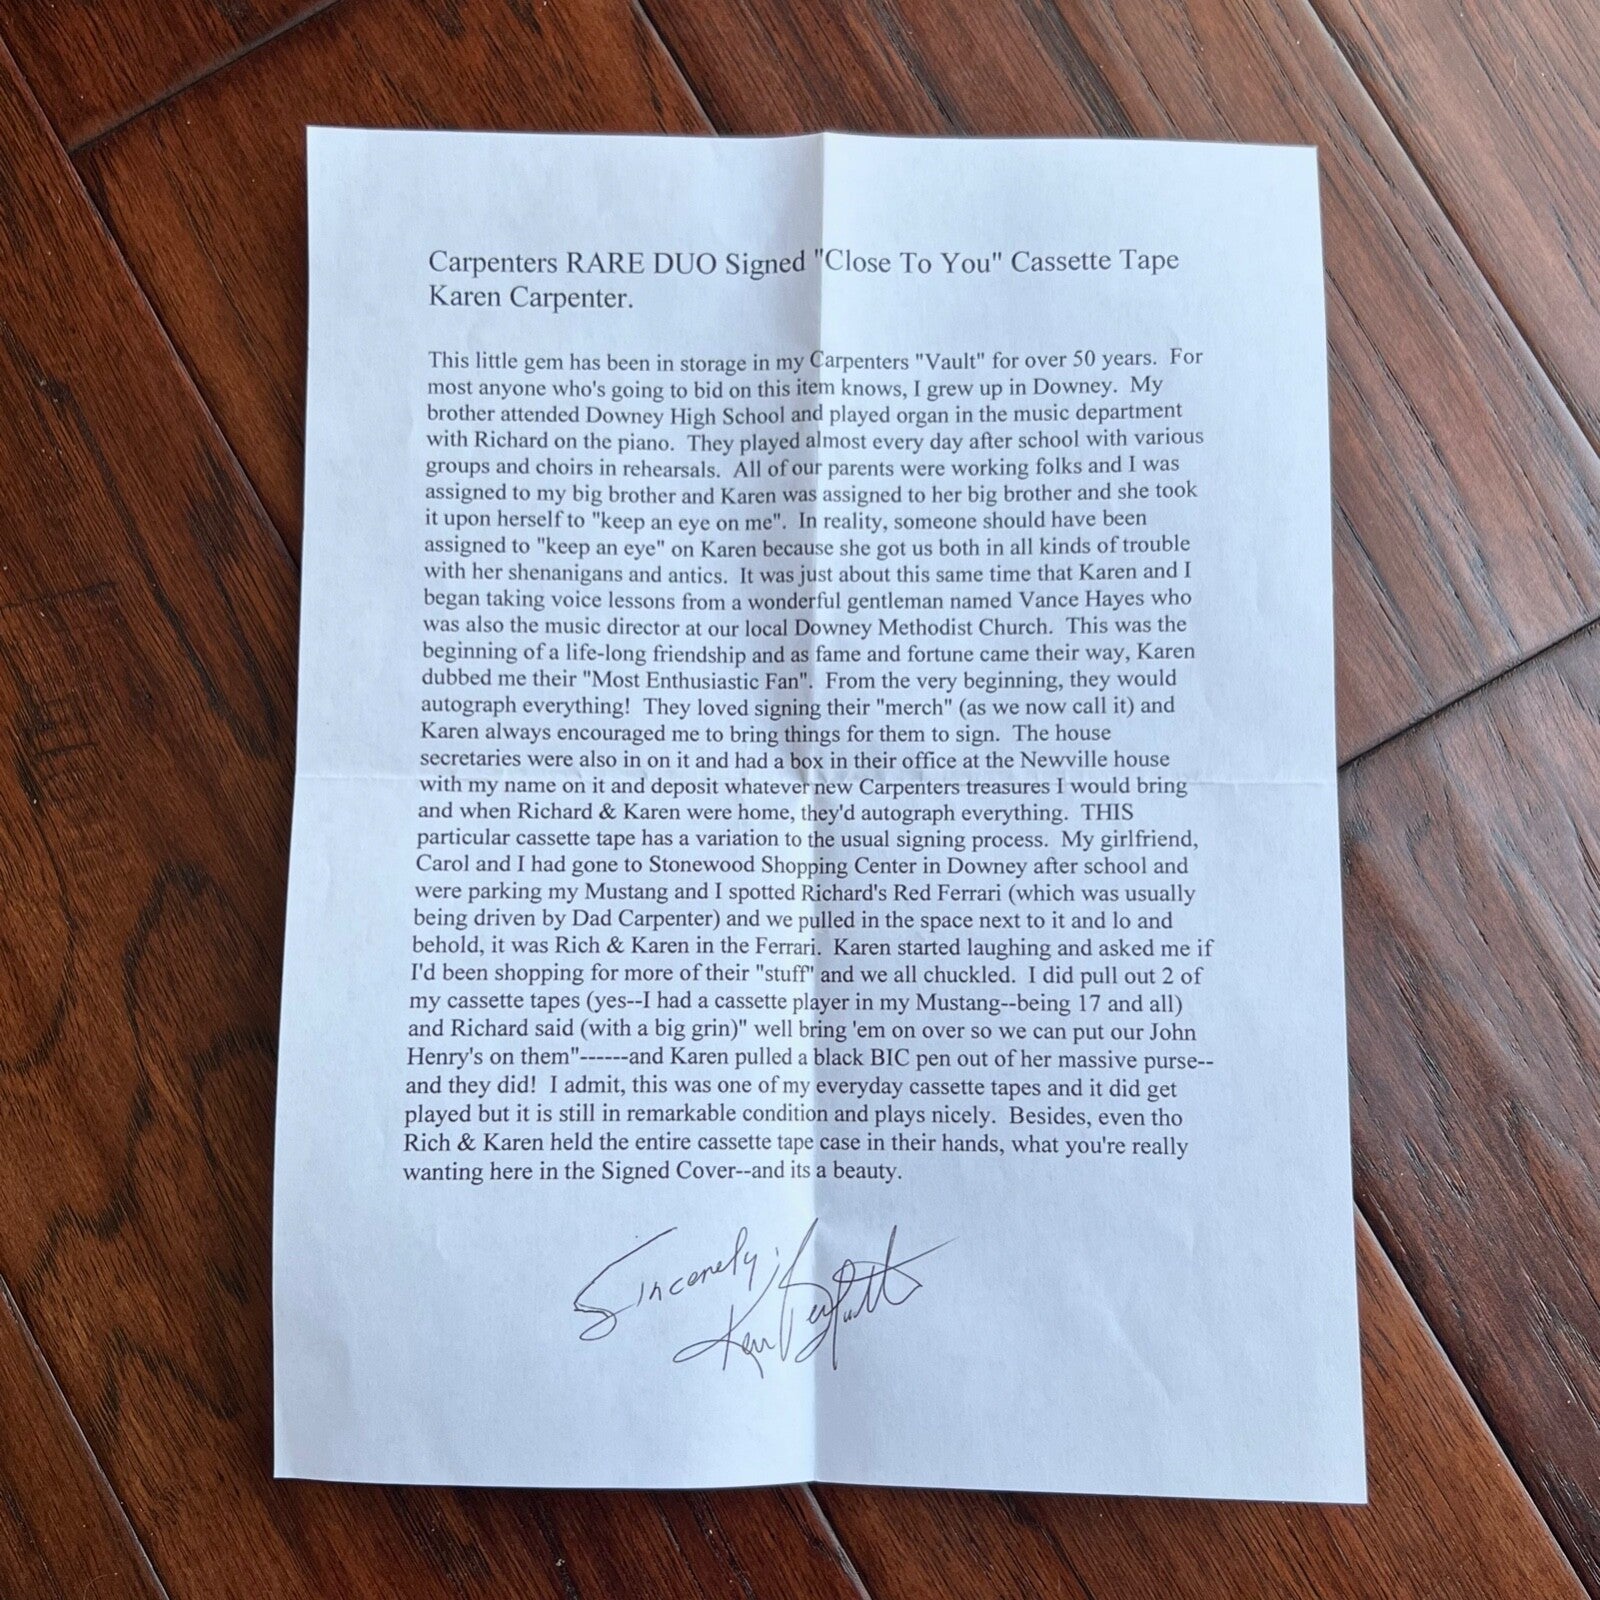 Carpenters RARE DUO Signed "Close To You" Cassette Tape
Karen Carpenter.
This little gem has been in storage in my Carpenters "Vault" for over 50 years.  For
most anyone who's going to bid on this item knows, I grew up in Downey.  My
brother attended Downey High School and played organ in the music department
with Richard on the piano.  They played almost every day after school with various
groups and choirs in rehearsals.  All of our parents were working folks and I was
assigned to my big brother and Karen was assigned to her big brother and she took
it upon herself to "keep an eye on me".  In reality, someone should have been
assigned to "keep an eye" on Karen because she got us both in all kinds of trouble
with her shenanigans and antics.  It was just about this same time that Karen and I
began taking voice lessons from a wonderful gentleman named Vance Hayes who
was also the music director at our local Downey Methodist Church.  This was the
beginning of a life-long friendship and as fame and fortune came their way, Karen
dubbed me their "Most Enthusiastic Fan".  From the very beginning, they would
autograph everything!  They loved signing their "merch" (as we now call it) and
Karen always encouraged me to bring things for them to sign.  The house
secretaries were also in on it and had a box in their office at the Newville house
with my name on it and deposit whatever new Carpenters treasures I would bring
and when Richard & Karen were home, they'd autograph everything.  THIS
particular cassette tape has a variation to the usual signing process.  My girlfriend,
Carol and I had gone to Stonewood Shopping Center in Downey after school and
were parking my Mustang and I spotted Richard's Red Ferrari (which was usually
being driven by Dad Carpenter) and we pulled in the space next to it and lo and
behold, it was Rich & Karen in the Ferrari.  Karen started laughing and asked me if
I'd been shopping for more of their "stuff" and we all chuckled.  I did pull out 2 of
my cassette tapes (yes--I had a cassette player in my Mustang--being 17 and all)
and Richard said (with a big grin)" well bring 'em on over so we can put our John
Henry's on them"------and Karen pulled a black BIC pen out of her massive purse--
and they did!  I admit, this was one of my everyday cassette tapes and it did get
played but it is still in remarkable condition and plays nicely.  Besides, even tho
Rich & Karen held the entire cassette tape case in their hands, what you're really
wanting here in the Signed Cover--and its a beauty.
Sincerely,
Ken